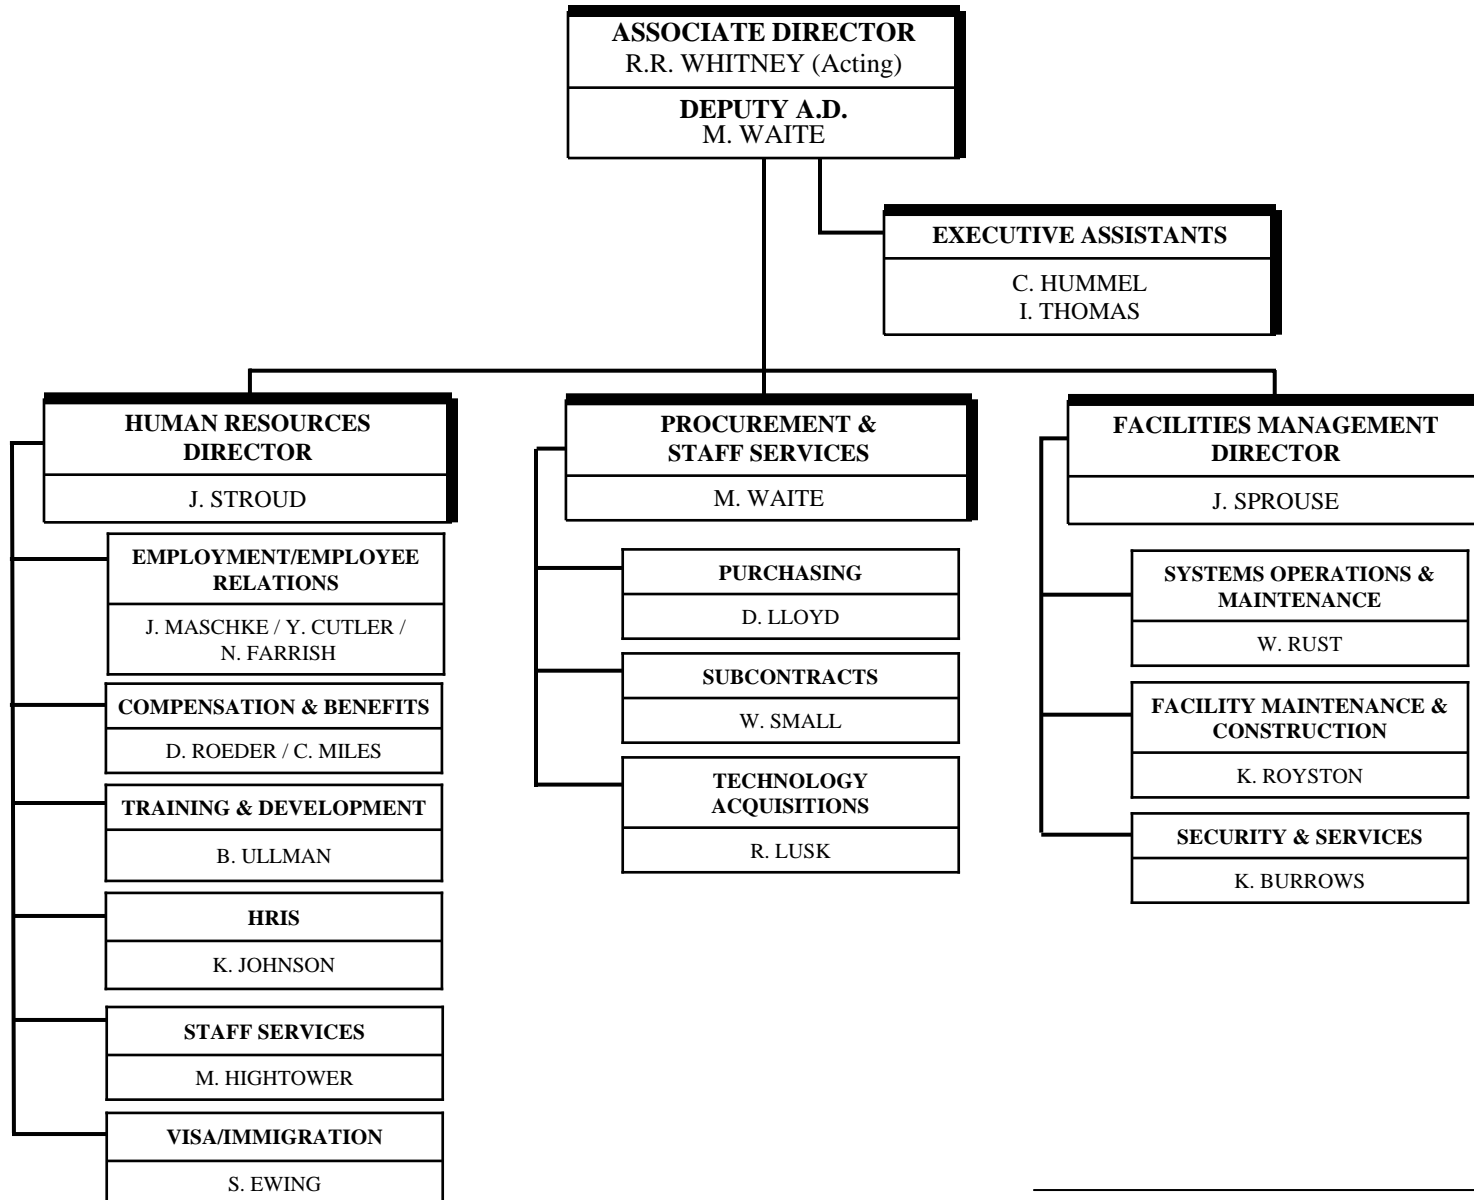 ASSOCIATE DIRECTOR
R.R. WHITNEY (Acting)
DEPUTY A.D.
M. WAITE
EXECUTIVE ASSISTANTS
C. HUMMEL
I. THOMAS
HUMAN RESOURCES
DIRECTOR
J. STROUD
EMPLOYMENT/EMPLOYEE
RELATIONS
J. MASCHKE / Y. CUTLER /
N. FARRISH
COMPENSATION & BENEFITS
D. ROEDER / C. MILES
TRAINING & DEVELOPMENT
B. ULLMAN
HRIS
K. JOHNSON
STAFF SERVICES
M. HIGHTOWER
VISA/IMMIGRATION
S. EWING
PROCUREMENT &
STAFF SERVICES
M. WAITE
PURCHASING
D. LLOYD
SUBCONTRACTS
W. SMALL
TECHNOLOGY
ACQUISITIONS
R. LUSK
FACILITIES MANAGEMENT
DIRECTOR
J. SPROUSE
SYSTEMS OPERATIONS &
MAINTENANCE
W. RUST
FACILITY MAINTENANCE &
CONSTRUCTION
K. ROYSTON
SECURITY & SERVICES
K. BURROWS